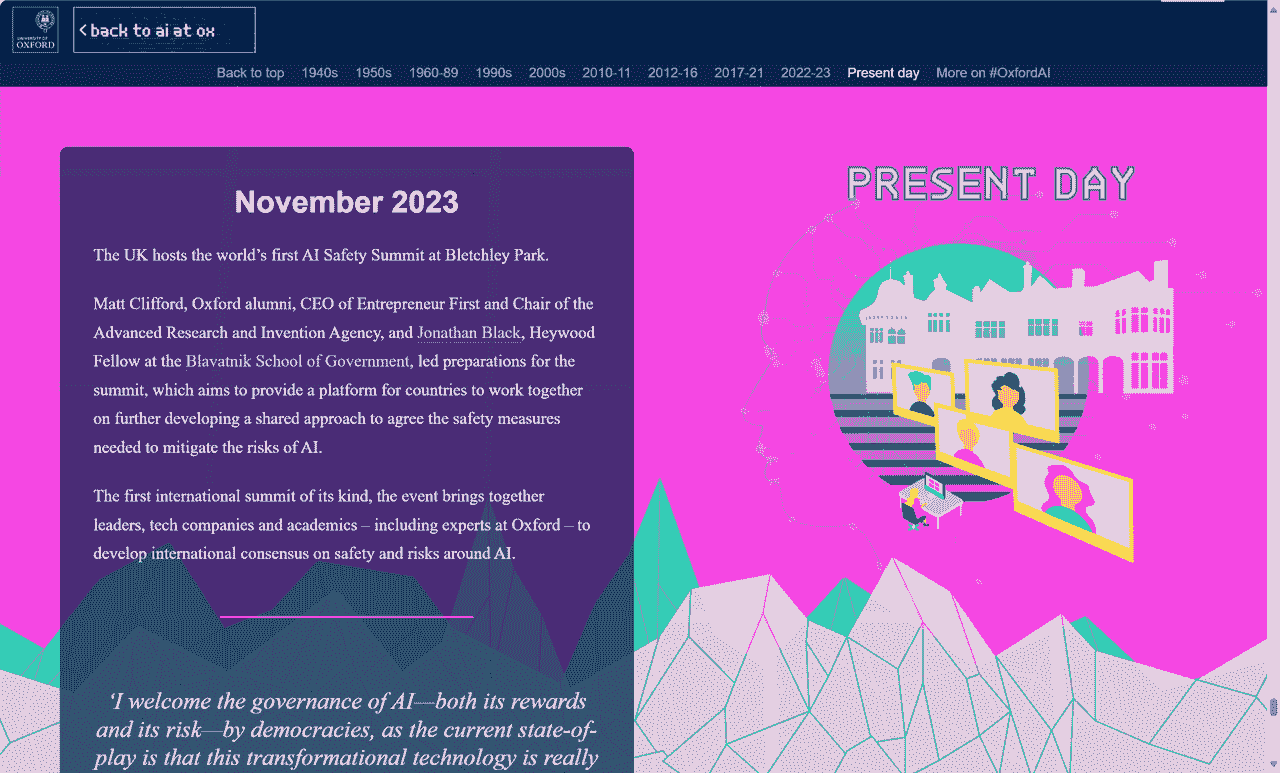 UNIVERSITY OF
OXFORD
back to ai at ox
Back to top 1940s 1950s 1960-89 1990s 2000s 2010-11 2012-16 2017-21 2022-23 Present day More on #OxfordAI
November 2023
The UK hosts the world’s first AI Safety Summit at Bletchley Park.
Matt Clifford, Oxford alumni, CEO of Entrepreneur First and Chair of the
Advanced Research and Invention Agency, and Jonathan Black, Heywood
Fellow at the Blavatnik School of Government, led preparations for the
summit, which aims to provide a platform for countries to work together
on further developing a shared approach to agree the safety measures
needed to mitigate the risks of AI.
The first international summit of its kind, the event brings together
leaders, tech companies and academics – including experts at Oxford – to
develop international consensus on safety and risks around AI.
‘I welcome the governance of AI—both its rewards
and its risk—by democracies, as the current state-of-
play is that this transformational technology is really
PRESENT DAY